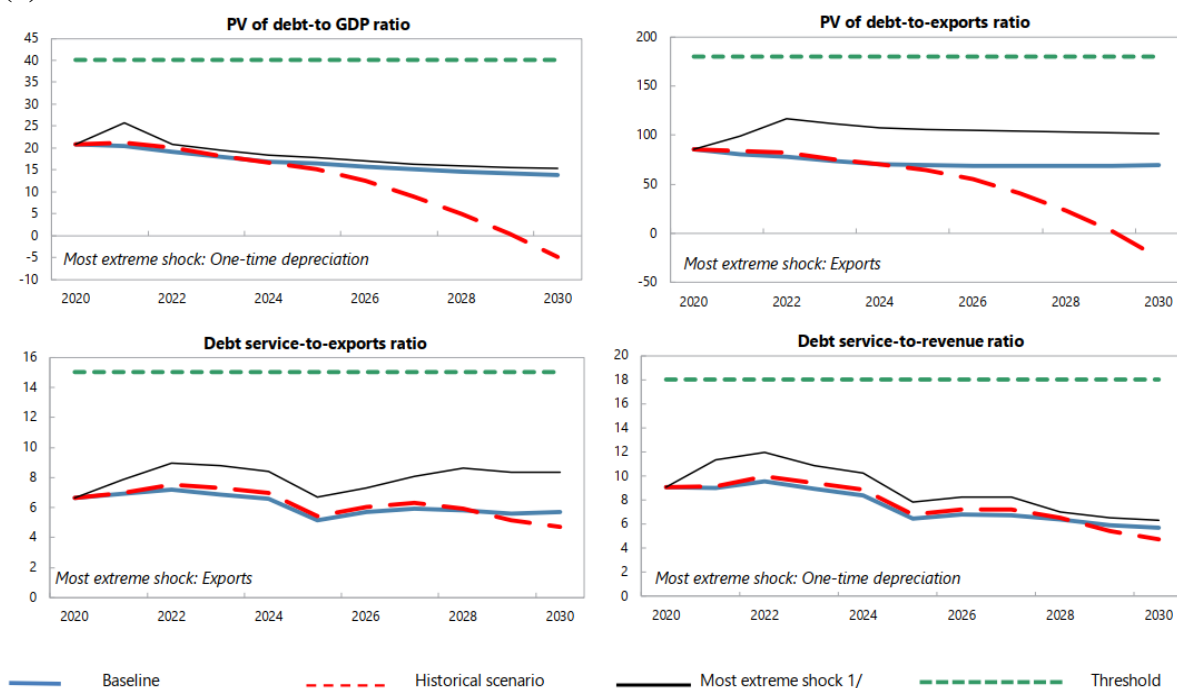 PV of debt-to GDP ratio
45
40
35
30
25
20
15
10
5
0
-5
-10
Most extreme shock: One-time depreciation
2020 2022 2024 2026 2028 2030
PV of debt-to-exports ratio
200
150
100
50
0
-50
Most extreme shock: Exports
2020 2022 2024 2026 2028 2030
Debt service-to-exports ratio
16
14
12
10
8
6
4
2
0
Most extreme shock: Exports
2020 2022 2024 2026 2028 2030
Debt service-to-revenue ratio
20
18
16
14
12
10
8
6
4
2
0
Most extreme shock: One-time depreciation
2020 2022 2024 2026 2028 2030
Baseline
Historical scenario
Most extreme shock 1/
Threshold